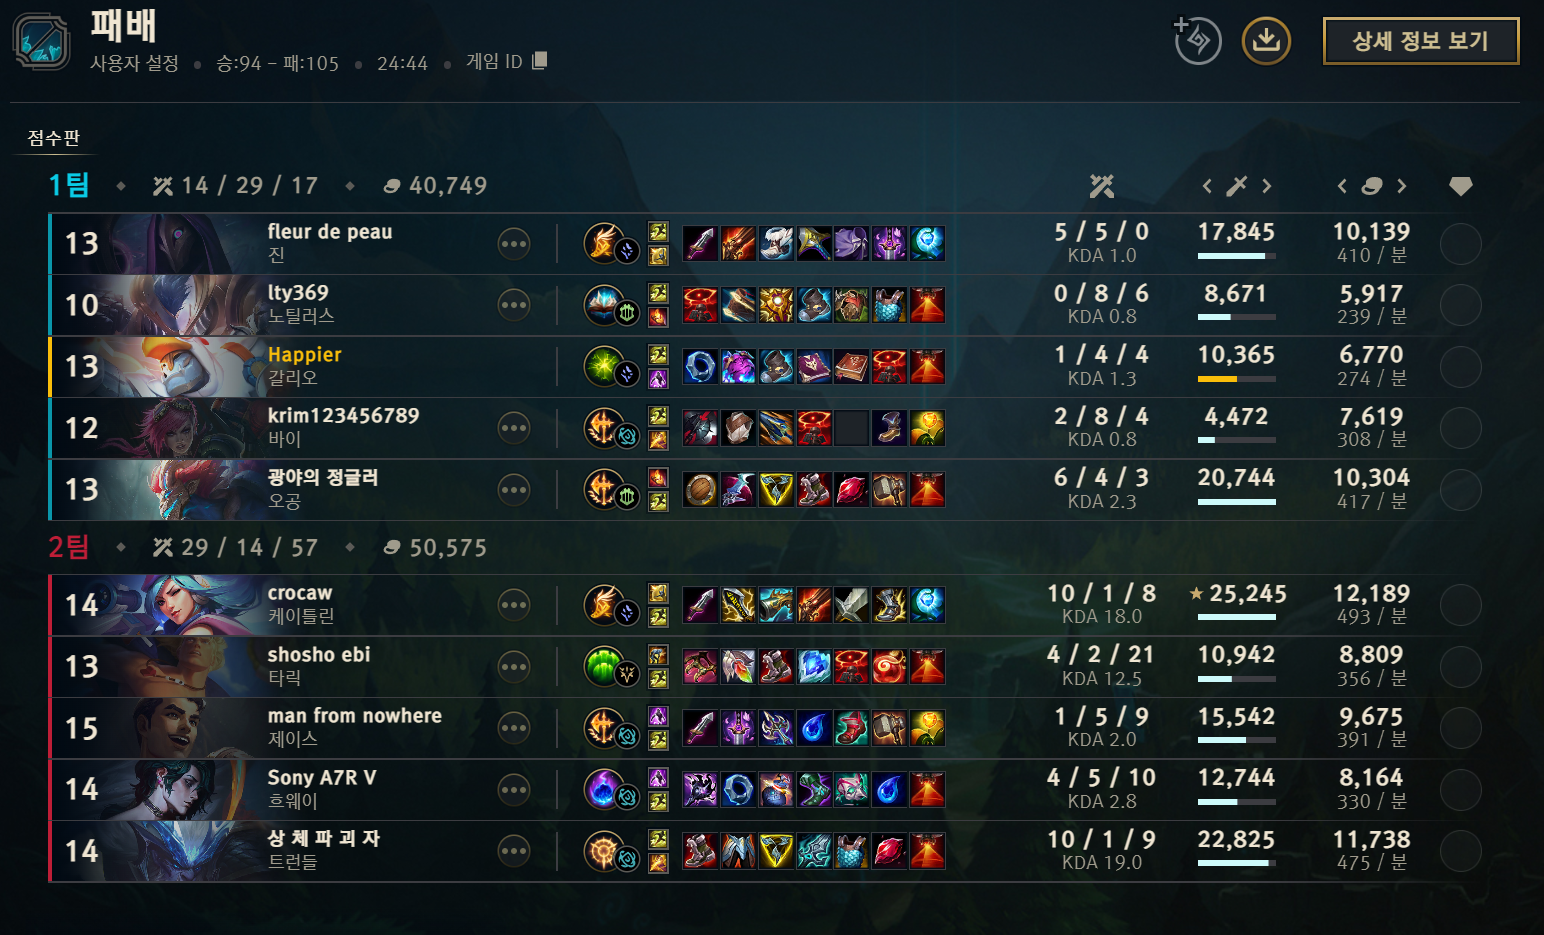 패배
사용자 설정 • 승:94 – 패:105 • 24:44 • 게임 ID
상세 정보 보기
점수판
1팀 14 / 29 / 17 40,749
13 fleur de peau 5 / 5 / 0 17,845 10,139
진 KDA 1.0 410 / 분
10 lty369 0 / 8 / 6 8,671 5,917
노틸러스 KDA 0.8 239 / 분
13 Happier 1 / 4 / 4 10,365 6,770
갈리오 KDA 1.3 274 / 분
12 krim123456789 2 / 8 / 4 4,472 7,619
바이 KDA 0.8 308 / 분
13 광야의 정글러 6 / 4 / 3 20,744 10,304
오공 KDA 2.3 417 / 분
2팀 29 / 14 / 57 50,575
14 crocaw 10 / 1 / 8 25,245 12,189
케이틀린 KDA 18.0 493 / 분
13 shosho ebi 4 / 2 / 21 10,942 8,809
타릭 KDA 12.5 356 / 분
15 man from nowhere 1 / 5 / 9 15,542 9,675
제이스 KDA 2.0 391 / 분
14 Sony A7R V 4 / 5 / 10 12,744 8,164
흐웨이 KDA 2.8 330 / 분
14 상 체 파 괴 자 10 / 1 / 9 22,825 11,738
트런들 KDA 19.0 475 / 분